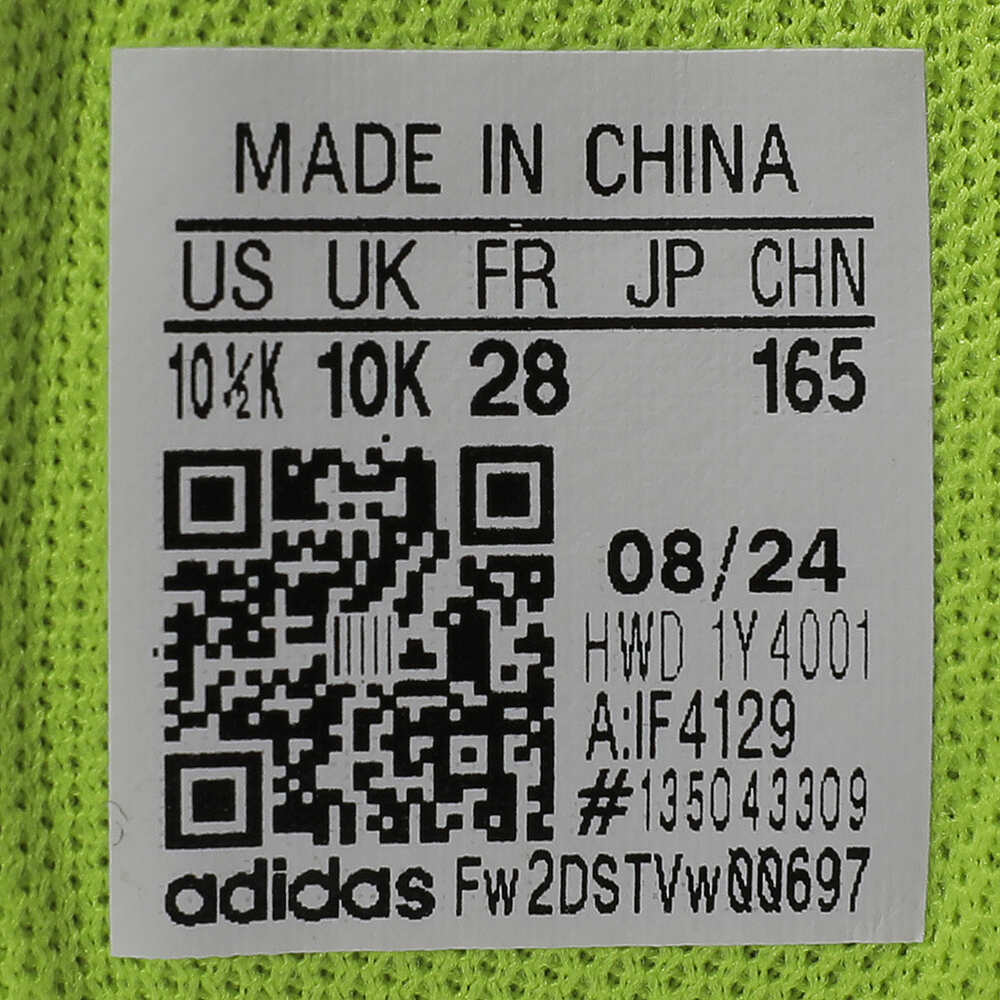 MADE IN CHINA
US UK FR JP CHN
10½K 10K 28 165
08/24
HWD 1Y4001
A:IF4129
#135043309
adidas Fw2DSTVw00697